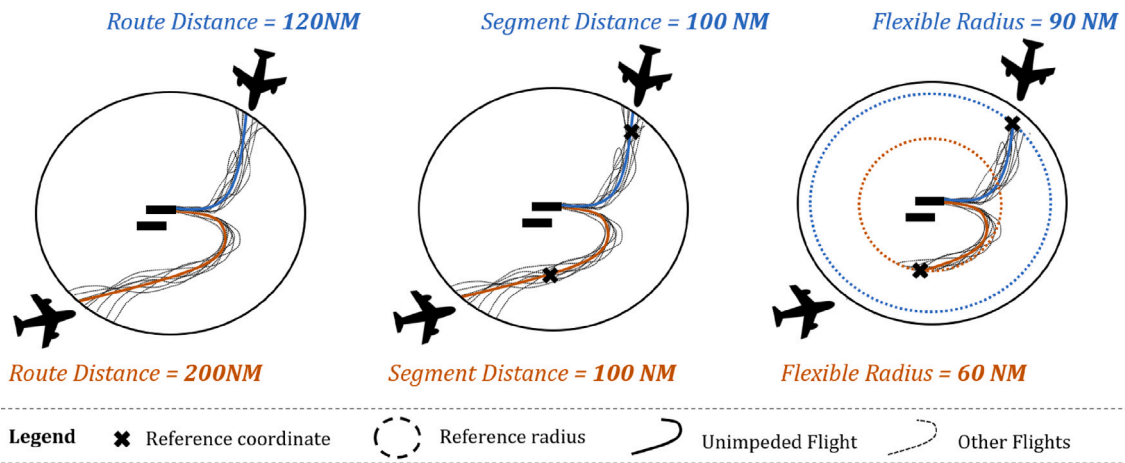 Route Distance = 120NM
Segment Distance = 100 NM
Flexible Radius = 90 NM
Route Distance = 200NM
Segment Distance = 100 NM
Flexible Radius = 60 NM
Legend
Reference coordinate
Reference radius
Unimpeded Flight
Other Flights